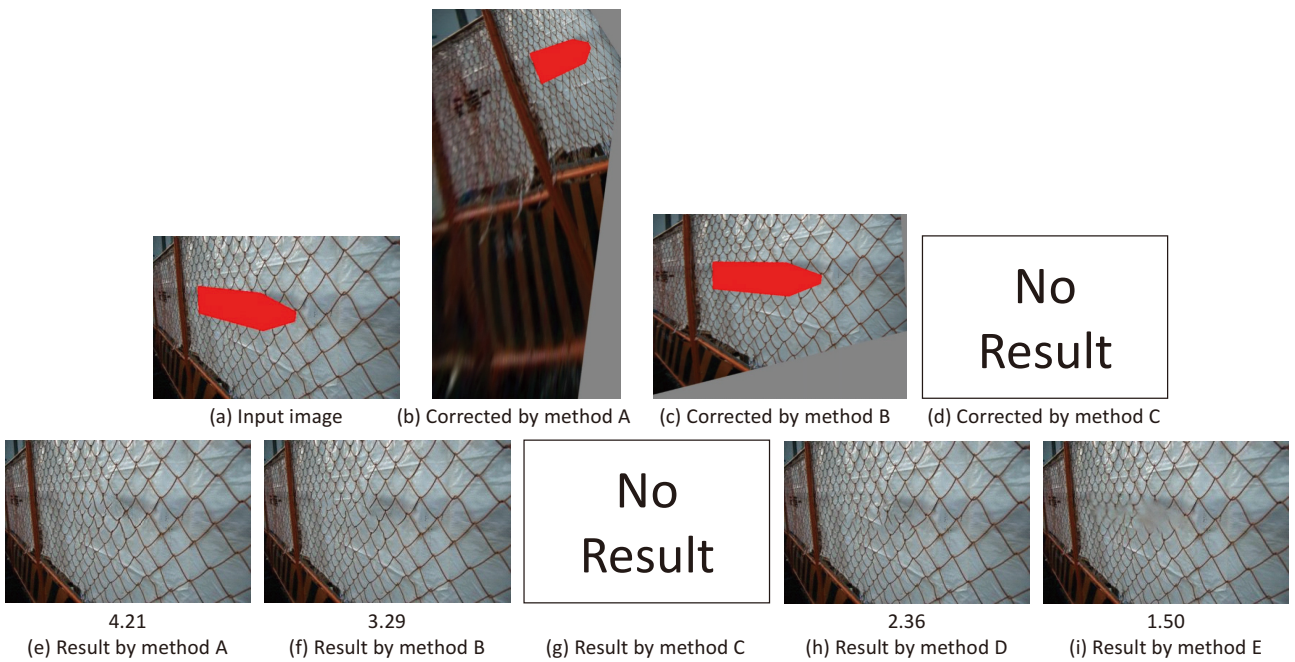 No
Result
(a) Input image
(b) Corrected by method A
(c) Corrected by method B
(d) Corrected by method C
No
Result
4.21
3.29
2.36
1.50
(e) Result by method A
(f) Result by method B
(g) Result by method C
(h) Result by method D
(i) Result by method E